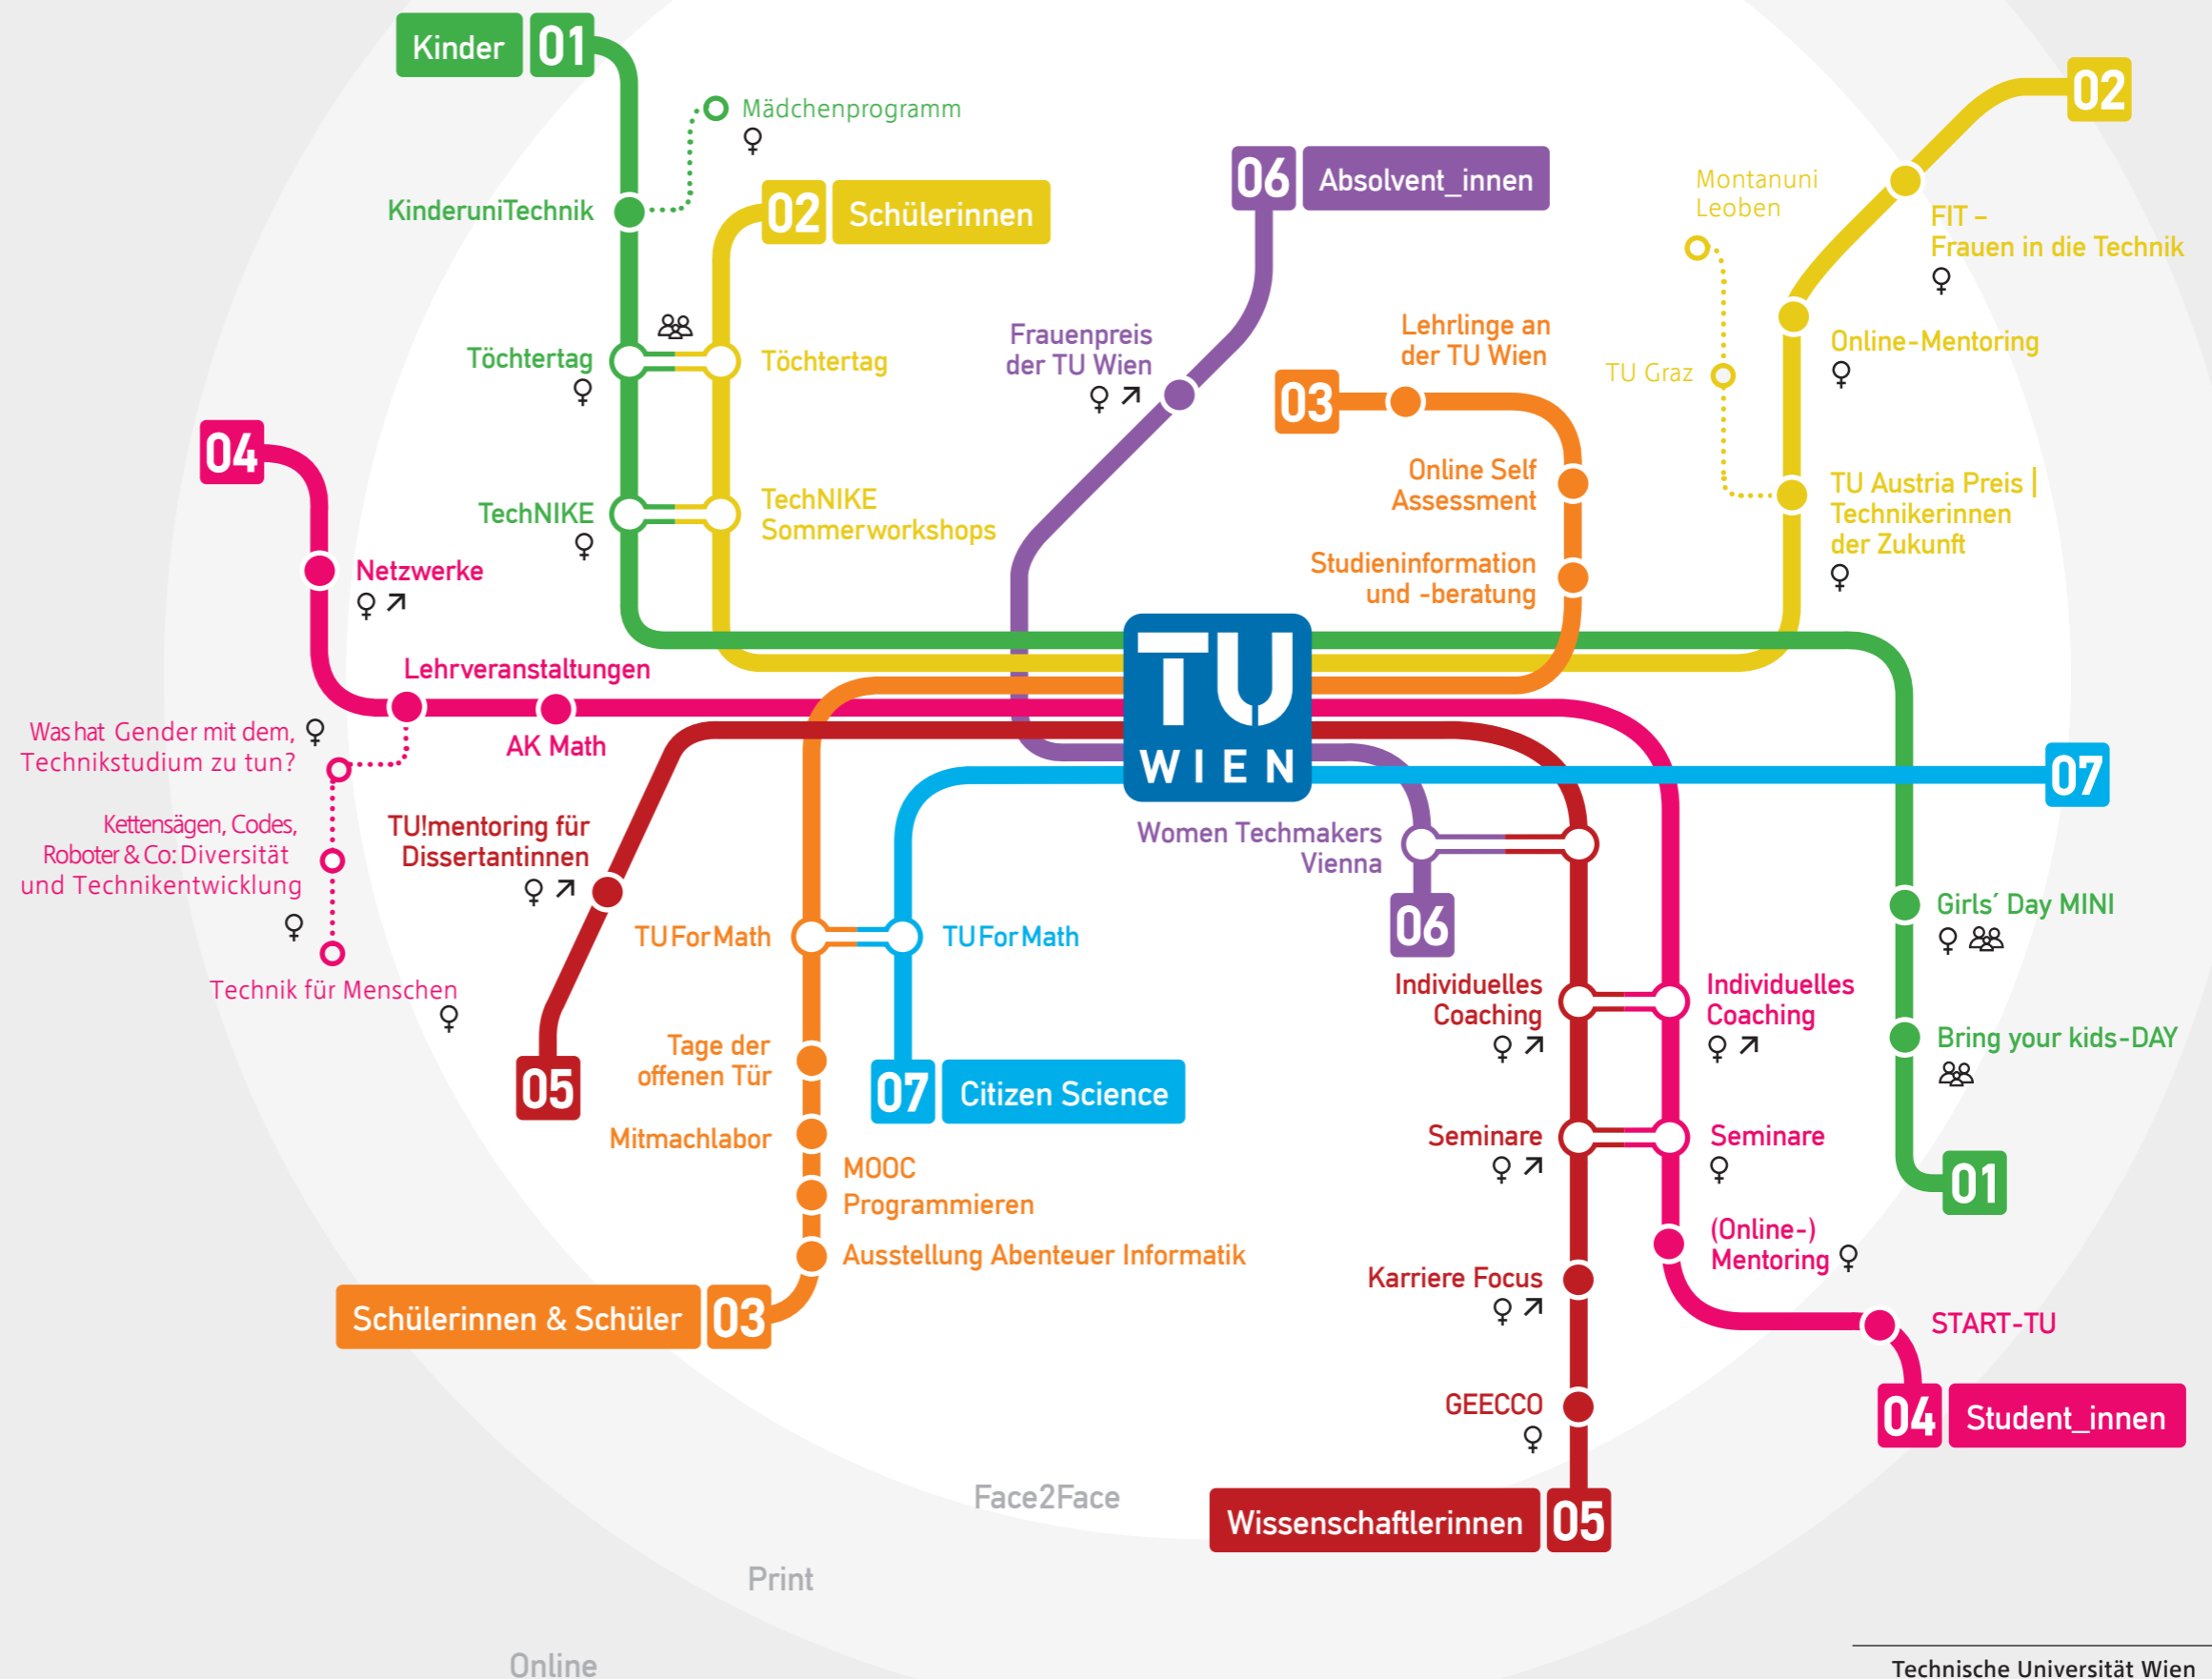 Kinder 01
Mädchenprogramm
KinderuniTechnik
02 Schülerinnen
Töchtertag
Töchtertag
TechNIKE
TechNIKE
Sommerworkshops
06 Absolvent_innen
Frauenpreis
der TU Wien
Lehrlinge an
der TU Wien
03
Online Self
Assessment
Studieninformation
und -beratung
02
Montanuni
Leoben
FIT –
Frauen in die Technik
TU Graz
Online-Mentoring
TU Austria Preis |
Technikerinnen
der Zukunft
04
Netzwerke
Lehrveranstaltungen
AK Math
Was hat Gender mit dem,
Technikstudium zu tun?
Kettensägen, Codes,
Roboter & Co: Diversität
und Technikentwicklung
Technik für Menschen
TU
WIEN
07
TU!mentoring für
Dissertantinnen
05
TUForMath
TUForMath
Women Techmakers
Vienna
06
Tage der
offenen Tür
07 Citizen Science
Mitmachlabor
MOOC
Programmieren
Ausstellung Abenteuer Informatik
Schülerinnen & Schüler 03
Individuelles
Coaching
Individuelles
Coaching
Seminare
Seminare
(Online-)
Mentoring
Karriere Focus
GEECCO
Girls´ Day MINI
Bring your kids-DAY
01
START-TU
04 Student_innen
Wissenschaftlerinnen 05
Face2Face
Print
Online
Technische Universität Wien